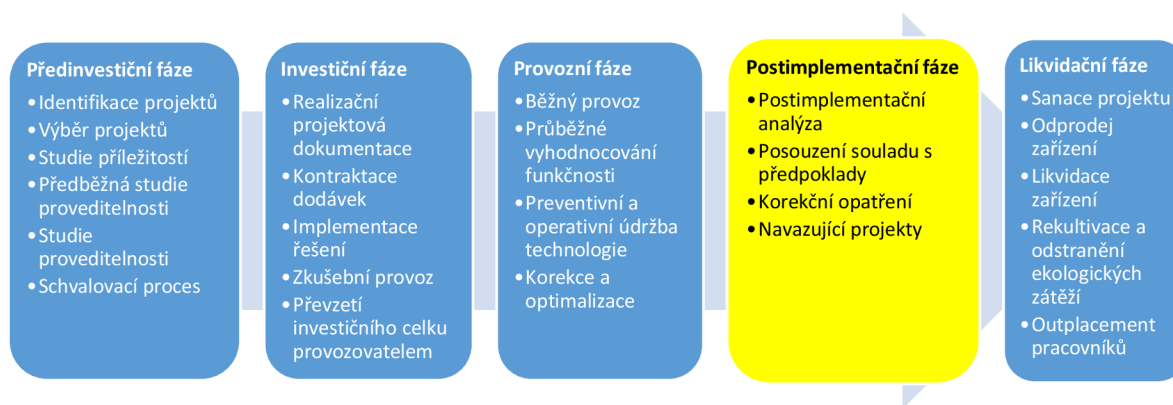 Předinvestiční fáze
•Identifikace projektů
•Výběr projektů
•Studie příležitostí
•Předběžná studie
proveditelnosti
•Studie
proveditelnosti
•Schvalovací proces
Investiční fáze
•Realizační
projektová
dokumentace
•Kontraktace
dodávek
•Implementace
řešení
•Zkušební provoz
•Převzetí
investičního celku
provozovatelem
Provozní fáze
•Běžný provoz
•Průběžné
vyhodnocování
funkčnosti
•Preventivní a
operativní údržba
technologie
•Korekce a
optimalizace
Postimplementační fáze
•Postimplementační
analýza
•Posouzení souladu s
předpoklady
•Korekční opatření
•Navazující projekty
Likvidační fáze
•Sanace projektu
•Odprodej
zařízení
•Likvidace
zařízení
•Rekultivace a
odstranění
ekologických
zátěží
•Outplacement
pracovníků